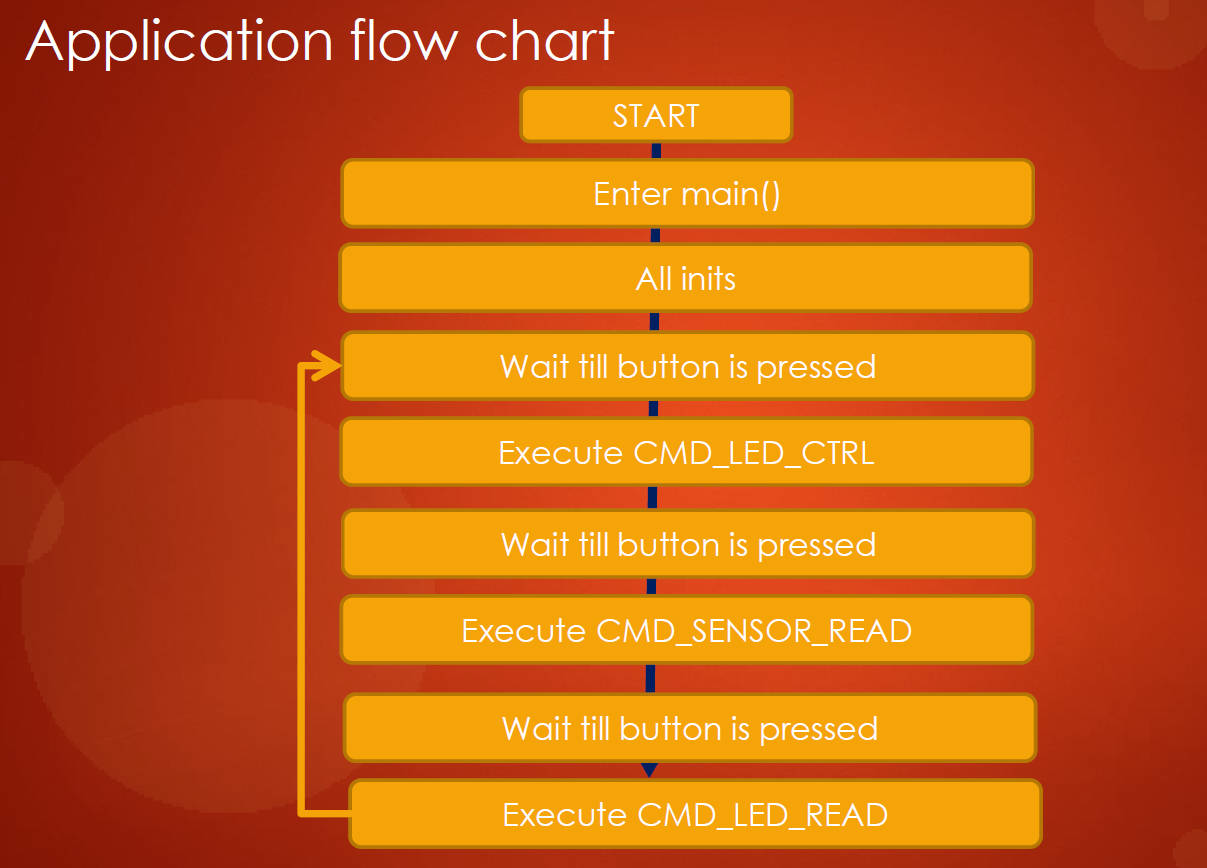 Application flow chart
START
Enter main()
All inits
Wait till button is pressed
Execute CMD_LED_CTRL
Wait till button is pressed
Execute CMD_SENSOR_READ
Wait till button is pressed
Execute CMD_LED_READ